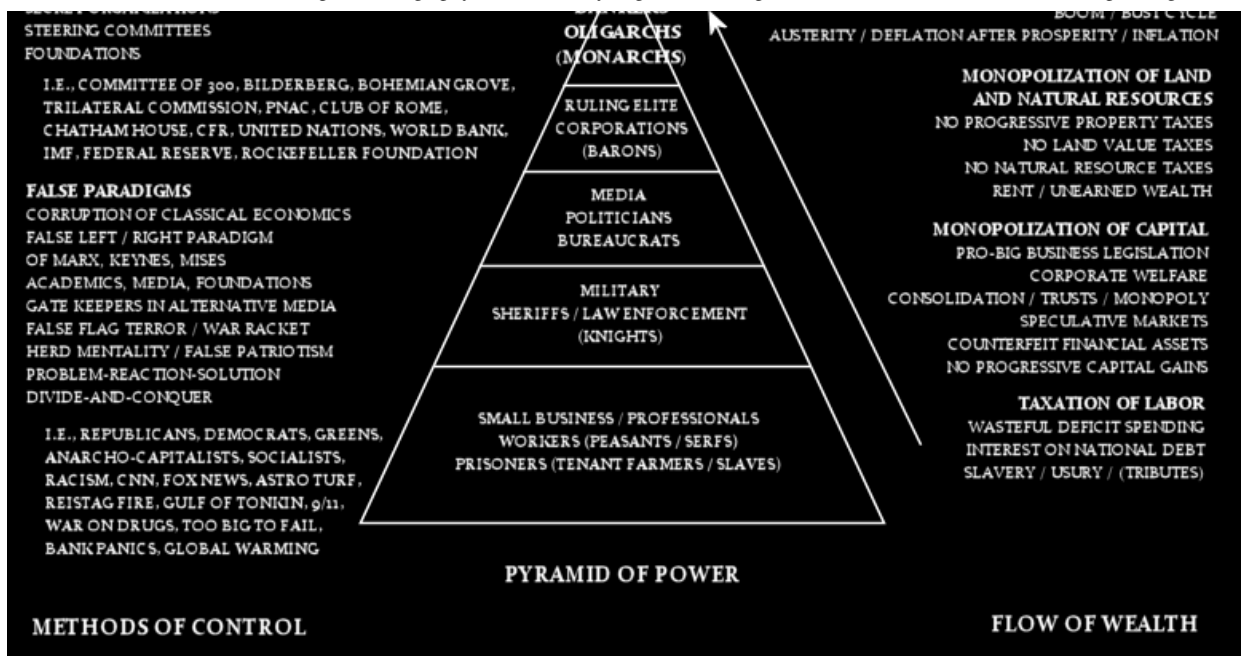 SECRET ORGANIZATIONS
STEERING COMMITTEES
FOUNDATIONS
I.E., COMMITTEE OF 300, BILDERBERG, BOHEMIAN GROVE,
TRILATERAL COMMISSION, PNAC, CLUB OF ROME,
CHATHAM HOUSE, CFR, UNITED NATIONS, WORLD BANK,
IMF, FEDERAL RESERVE, ROCKEFELLER FOUNDATION
FALSE PARADIGMS
CORRUPTION OF CLASSICAL ECONOMICS
FALSE LEFT / RIGHT PARADIGM
OF MARX, KEYNES, MISES
ACADEMICS, MEDIA, FOUNDATIONS
GATE KEEPERS IN ALTERNATIVE MEDIA
FALSE FLAG TERROR / WAR RACKET
HERD MENTALITY / FALSE PATRIOTISM
PROBLEM-REACTION-SOLUTION
DIVIDE-AND-CONQUER
I.E., REPUBLICANS, DEMOCRATS, GREENS,
ANARCHO-CAPITALISTS, SOCIALISTS,
RACISM, CNN, FOX NEWS, ASTRO TURF,
REISTAG FIRE, GULF OF TONKIN, 9/11,
WAR ON DRUGS, TOO BIG TO FAIL,
BANK PANICS, GLOBAL WARMING
METHODS OF CONTROL
BANKERS
OLIGARCHS
(MONARCHS)
RULING ELITE
CORPORATIONS
(BARONS)
MEDIA
POLITICIANS
BUREAUCRATS
MILITARY
SHERIFFS / LAW ENFORCEMENT
(KNIGHTS)
SMALL BUSINESS / PROFESSIONALS
WORKERS (PEASANTS / SERFS)
PRISONERS (TENANT FARMERS / SLAVES)
PYRAMID OF POWER
BOOM / BUST CYCLE
AUSTERITY / DEFLATION AFTER PROSPERITY / INFLATION
MONOPOLIZATION OF LAND
AND NATURAL RESOURCES
NO PROGRESSIVE PROPERTY TAXES
NO LAND VALUE TAXES
NO NATURAL RESOURCE TAXES
RENT / UNEARNED WEALTH
MONOPOLIZATION OF CAPITAL
PRO-BIG BUSINESS LEGISLATION
CORPORATE WELFARE
CONSOLIDATION / TRUSTS / MONOPOLY
SPECULATIVE MARKETS
COUNTERFEIT FINANCIAL ASSETS
NO PROGRESSIVE CAPITAL GAINS
TAXATION OF LABOR
WASTEFUL DEFICIT SPENDING
INTEREST ON NATIONAL DEBT
SLAVERY / USURY / (TRIBUTES)
FLOW OF WEALTH